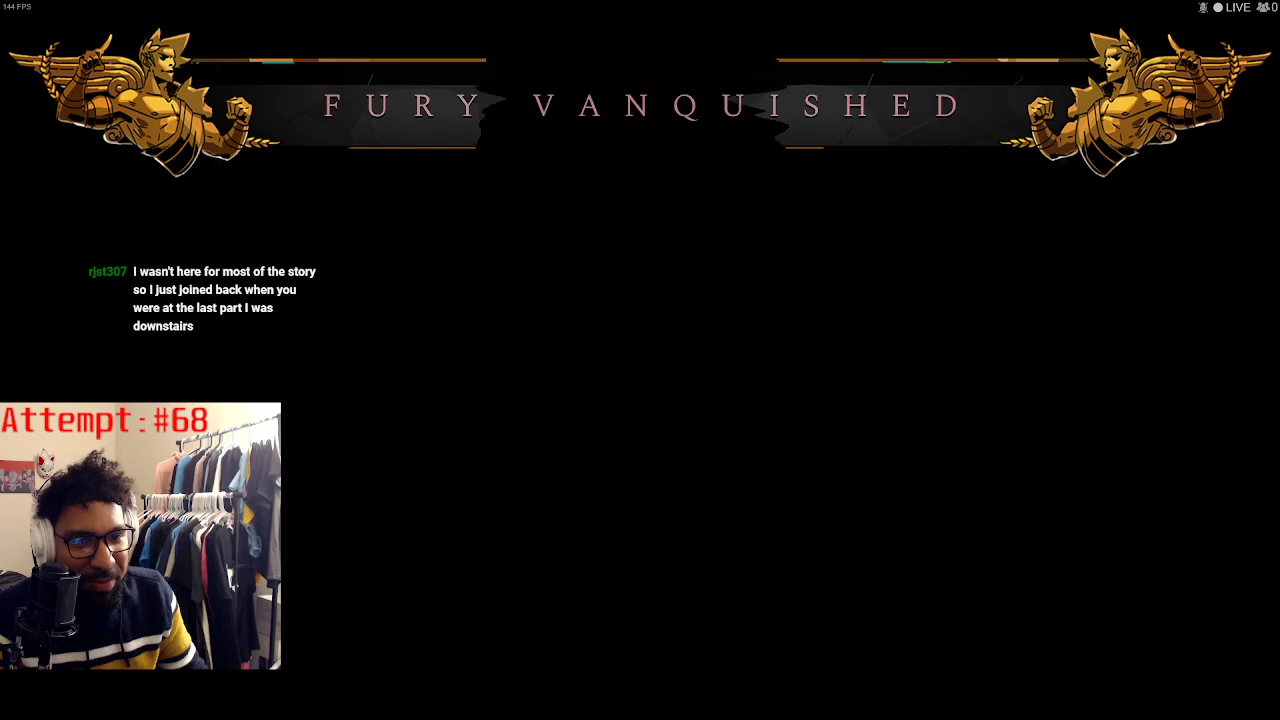 144 FPS
LIVE 0
FURY VANQUISHED
rjst307 I wasn't here for most of the story
so I just joined back when you
were at the last part I was
downstairs
Attempt:#68